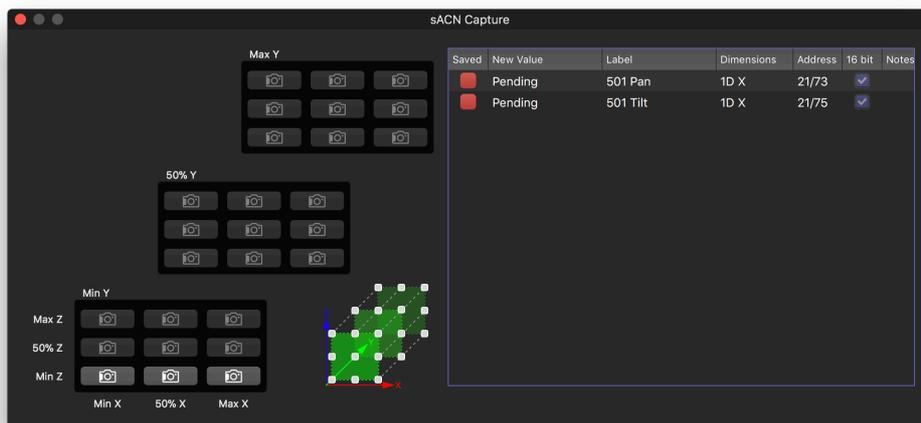 sACN Capture
Max Y
50% Y
Min Y
Max Z
50% Z
Min Z
Min X 50% X Max X
Z
Y
X
Saved New Value Label Dimensions Address 16 bit Notes
Pending 501 Pan 1D X 21/73
Pending 501 Tilt 1D X 21/75